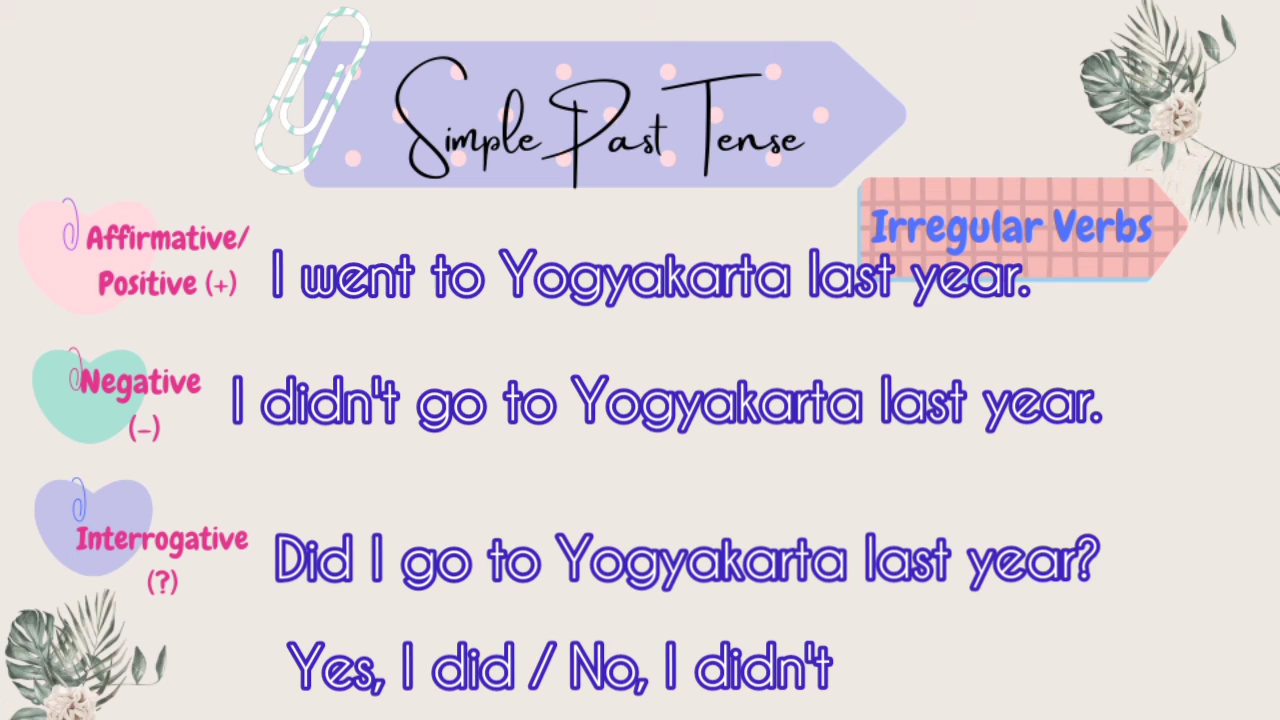 Simple Past Tense
Irregular Verbs
Affirmative/
Positive (+)
I went to Yogyakarta last year.
Negative
(-)
I didn't go to Yogyakarta last year.
Interrogative
(?)
Did I go to Yogyakarta last year?
Yes, I did / No, I didn't